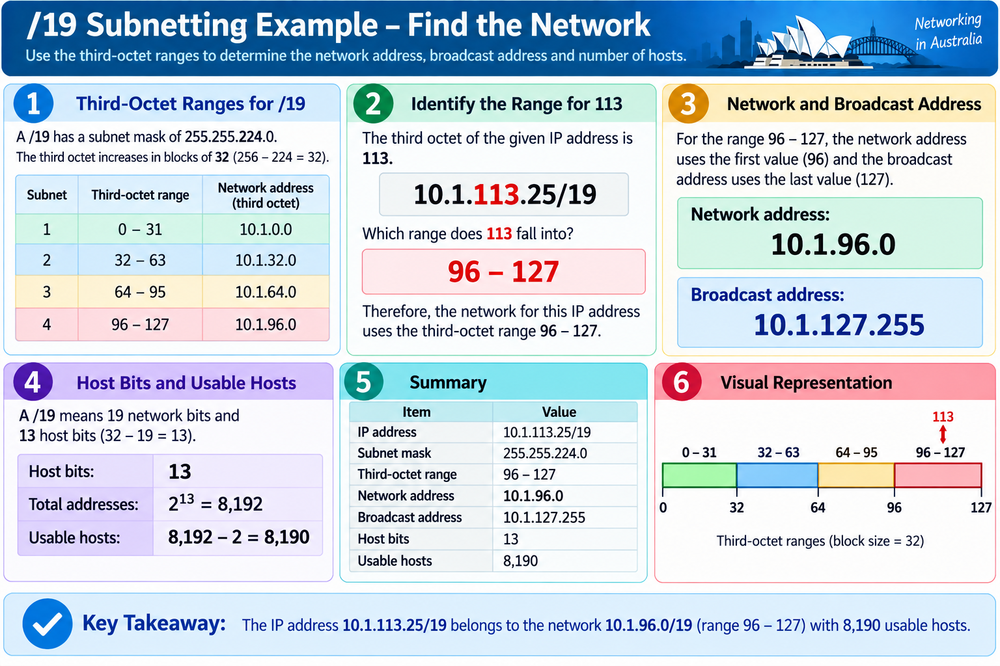 /19 Subnetting Example – Find the Network
Use the third-octet ranges to determine the network address, broadcast address and number of hosts.
Networking
in Australia
1
Third-Octet Ranges for /19
A /19 has a subnet mask of 255.255.224.0.
The third octet increases in blocks of 32 (256 – 224 = 32).
Subnet
Third-octet range
Network address
(third octet)
1
0 – 31
10.1.0.0
2
32 – 63
10.1.32.0
3
64 – 95
10.1.64.0
4
96 – 127
10.1.96.0
2
Identify the Range for 113
The third octet of the given IP address is
113.
10.1.113.25/19
Which range does 113 fall into?
96 – 127
Therefore, the network for this IP address
uses the third-octet range 96 – 127.
3
Network and Broadcast Address
For the range 96 – 127, the network address
uses the first value (96) and the broadcast
address uses the last value (127).
Network address:
10.1.96.0
Broadcast address:
10.1.127.255
4
Host Bits and Usable Hosts
A /19 means 19 network bits and
13 host bits (32 – 19 = 13).
Host bits:
13
Total addresses:
2¹³ = 8,192
Usable hosts:
8,192 – 2 = 8,190
5
Summary
Item
Value
IP address
10.1.113.25/19
Subnet mask
255.255.224.0
Third-octet range
96 – 127
Network address
10.1.96.0
Broadcast address
10.1.127.255
Host bits
13
Usable hosts
8,190
6
Visual Representation
113
0 – 31
32 – 63
64 – 95
96 – 127
0
32
64
96
127
Third-octet ranges (block size = 32)
Key Takeaway:
The IP address 10.1.113.25/19 belongs to the network 10.1.96.0/19 (range 96 – 127) with 8,190 usable hosts.